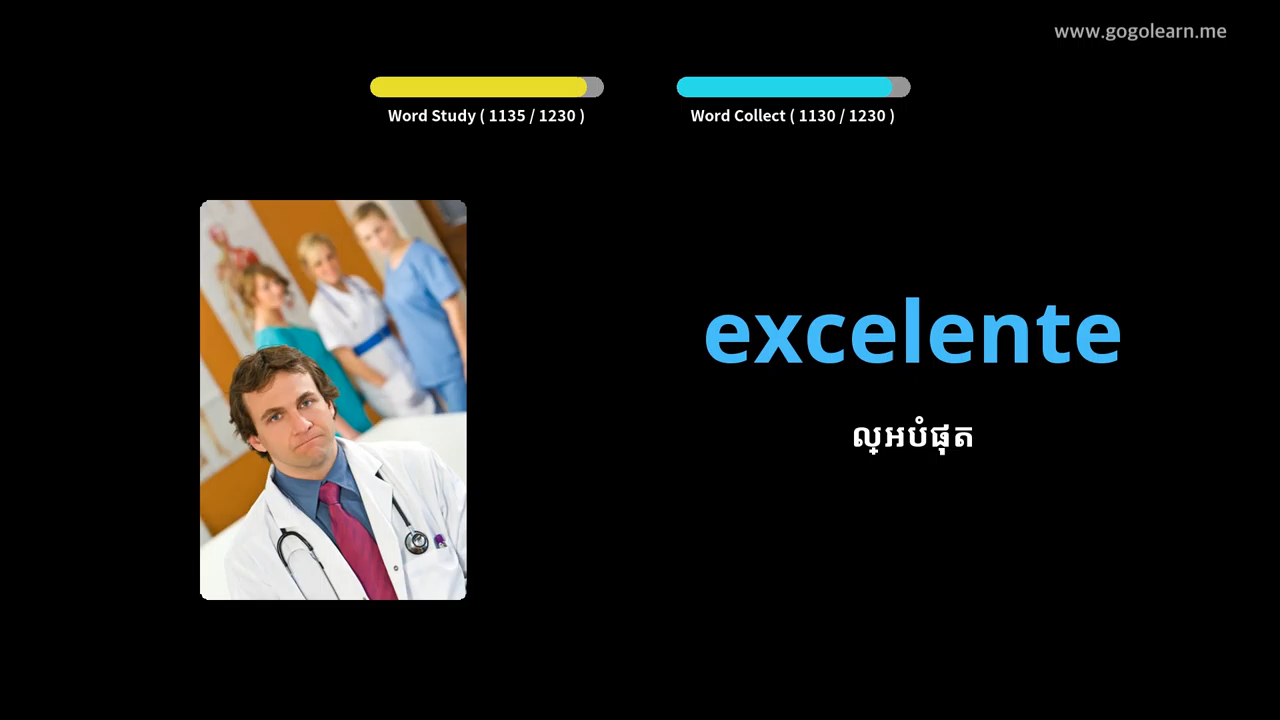 www.gogolearn.me
Word Study ( 1135 / 1230 )
Word Collect ( 1130 / 1230 )
excelente
ល្អបំផុត